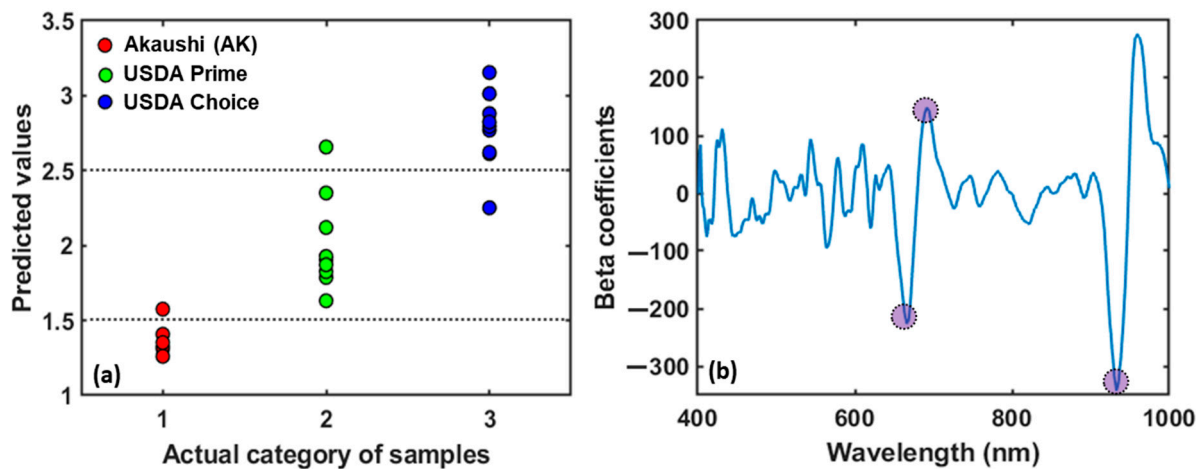 3.5
3
2.5
2
1.5
1
Predicted values
Akaushi (AK)
USDA Prime
USDA Choice
(a)
1 2 3
Actual category of samples
300
200
100
0
−100
−200
−300
Beta coefficients
(b)
400 600 800 1000
Wavelength (nm)